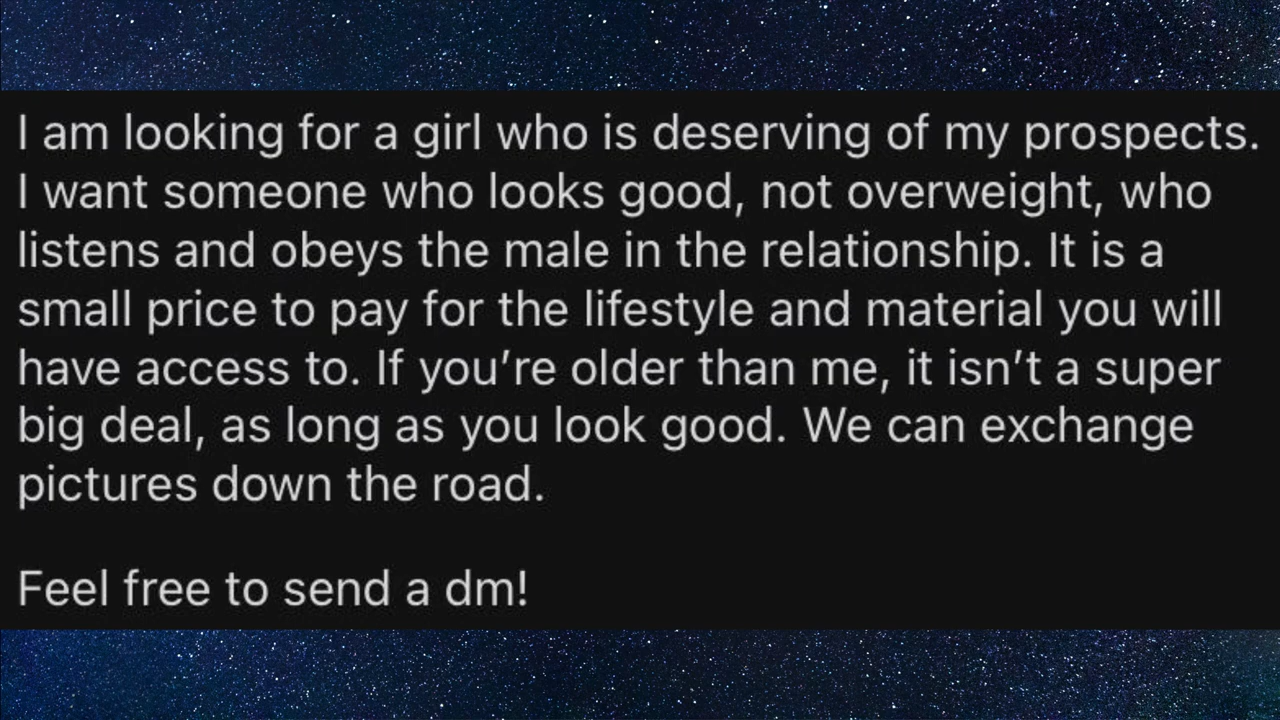 I am looking for a girl who is deserving of my prospects.
I want someone who looks good, not overweight, who
listens and obeys the male in the relationship. It is a
small price to pay for the lifestyle and material you will
have access to. If you’re older than me, it isn’t a super
big deal, as long as you look good. We can exchange
pictures down the road.
Feel free to send a dm!